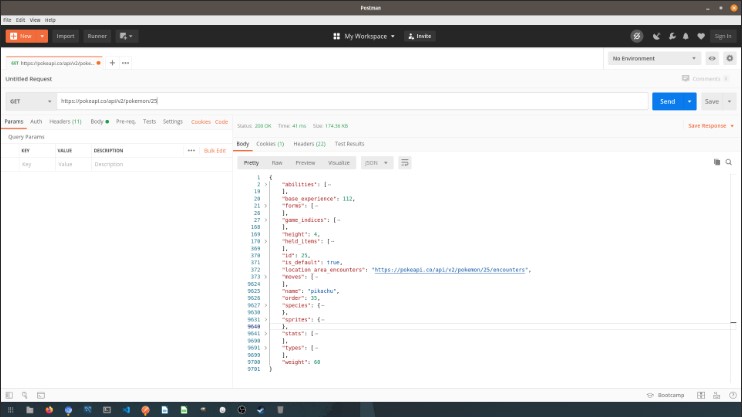 Postman
File Edit View Help
New Import Runner My Workspace Invite Sign In
GET https://pokeapi.co/api/v2/poke... No Environment
Untitled Request Comments
GET https://pokeapi.co/api/v2/pokemon/25 Send Save
Params Auth Headers (11) Body Pre-req. Tests Settings Cookies Code
Query Params
KEY VALUE DESCRIPTION Bulk Edit
Key Value Description
Status: 200 OK Time: 41 ms Size: 174.36 KB Save Response
Body Cookies (1) Headers (22) Test Results
Pretty Raw Preview Visualize JSON
1 {
2 "abilities": [
19 ],
20 "base_experience": 112,
21 "forms": [
26 ],
27 "game_indices": [
168 ],
169 "height": 4,
170 "held_items": [
369 ],
370 "id": 25,
371 "is_default": true,
372 "location_area_encounters": "https://pokeapi.co/api/v2/pokemon/25/encounters",
373 "moves": [
9624 ],
9625 "name": "pikachu",
9626 "order": 35,
9627 "species": {
9630 },
9631 "sprites": {
9640 },
9641 "stats": [
9690 ],
9691 "types": [
9699 ],
9700 "weight": 60
9701 }
Bootcamp